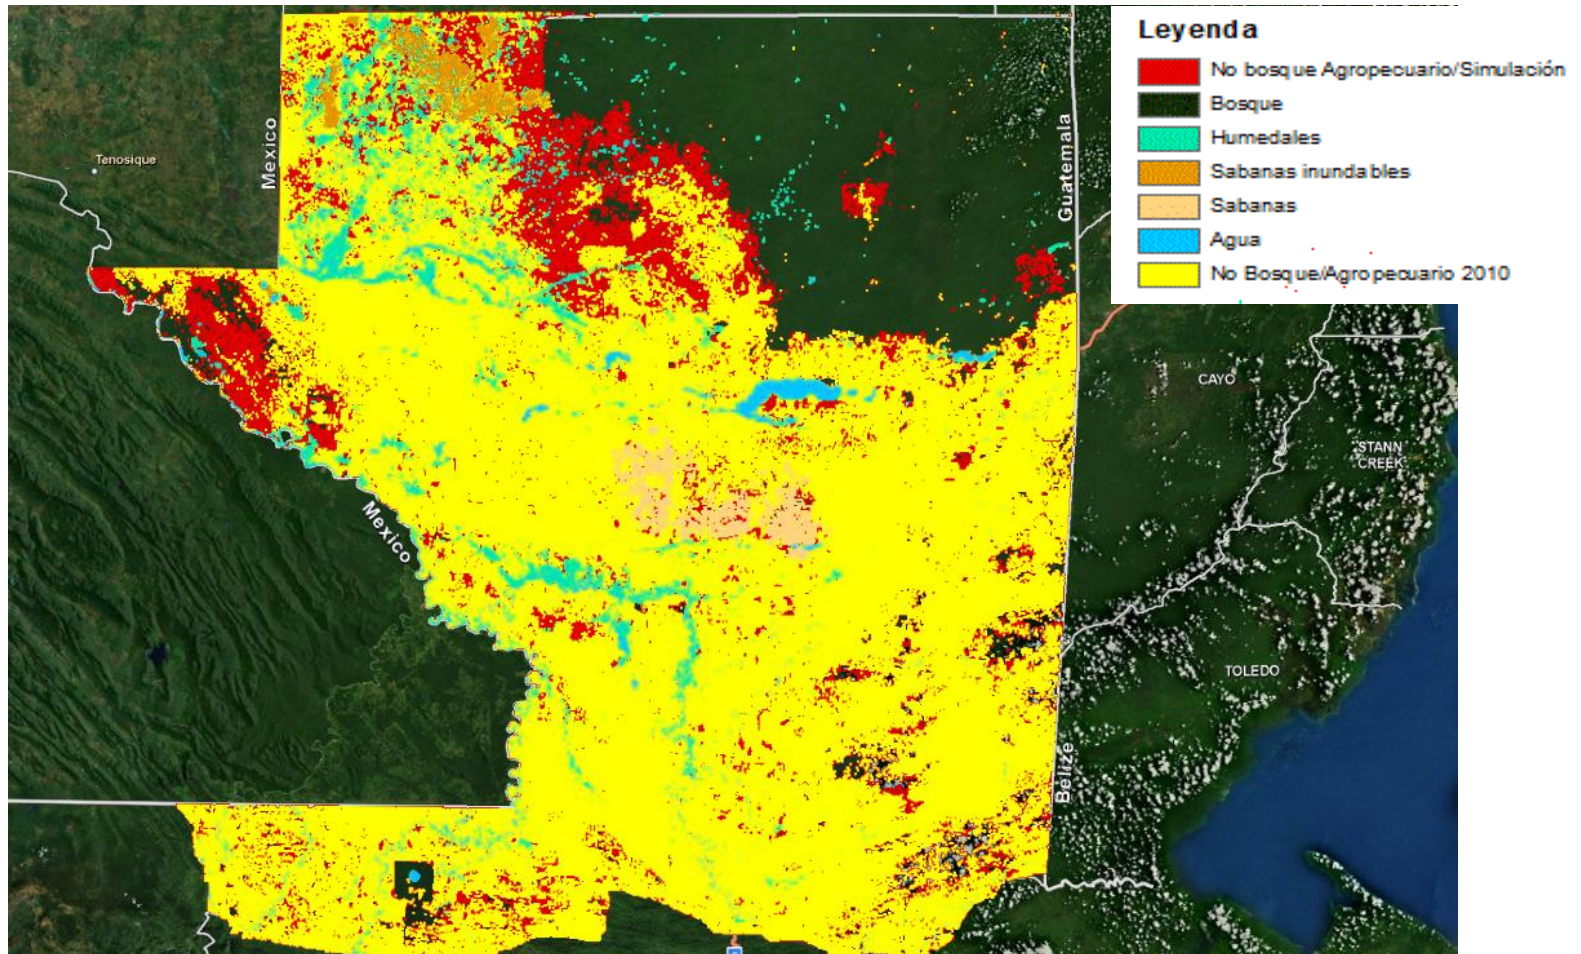 Leyenda
No bosque Agropecuario/Simulación
Bosque
Humedales
Sabanas inundables
Sabanas
Agua
No Bosque/Agropecuario 2010
Tenosique
Mexico
Guatemala
CAYO
STANN
CREEK
Mexico
TOLEDO
Belize